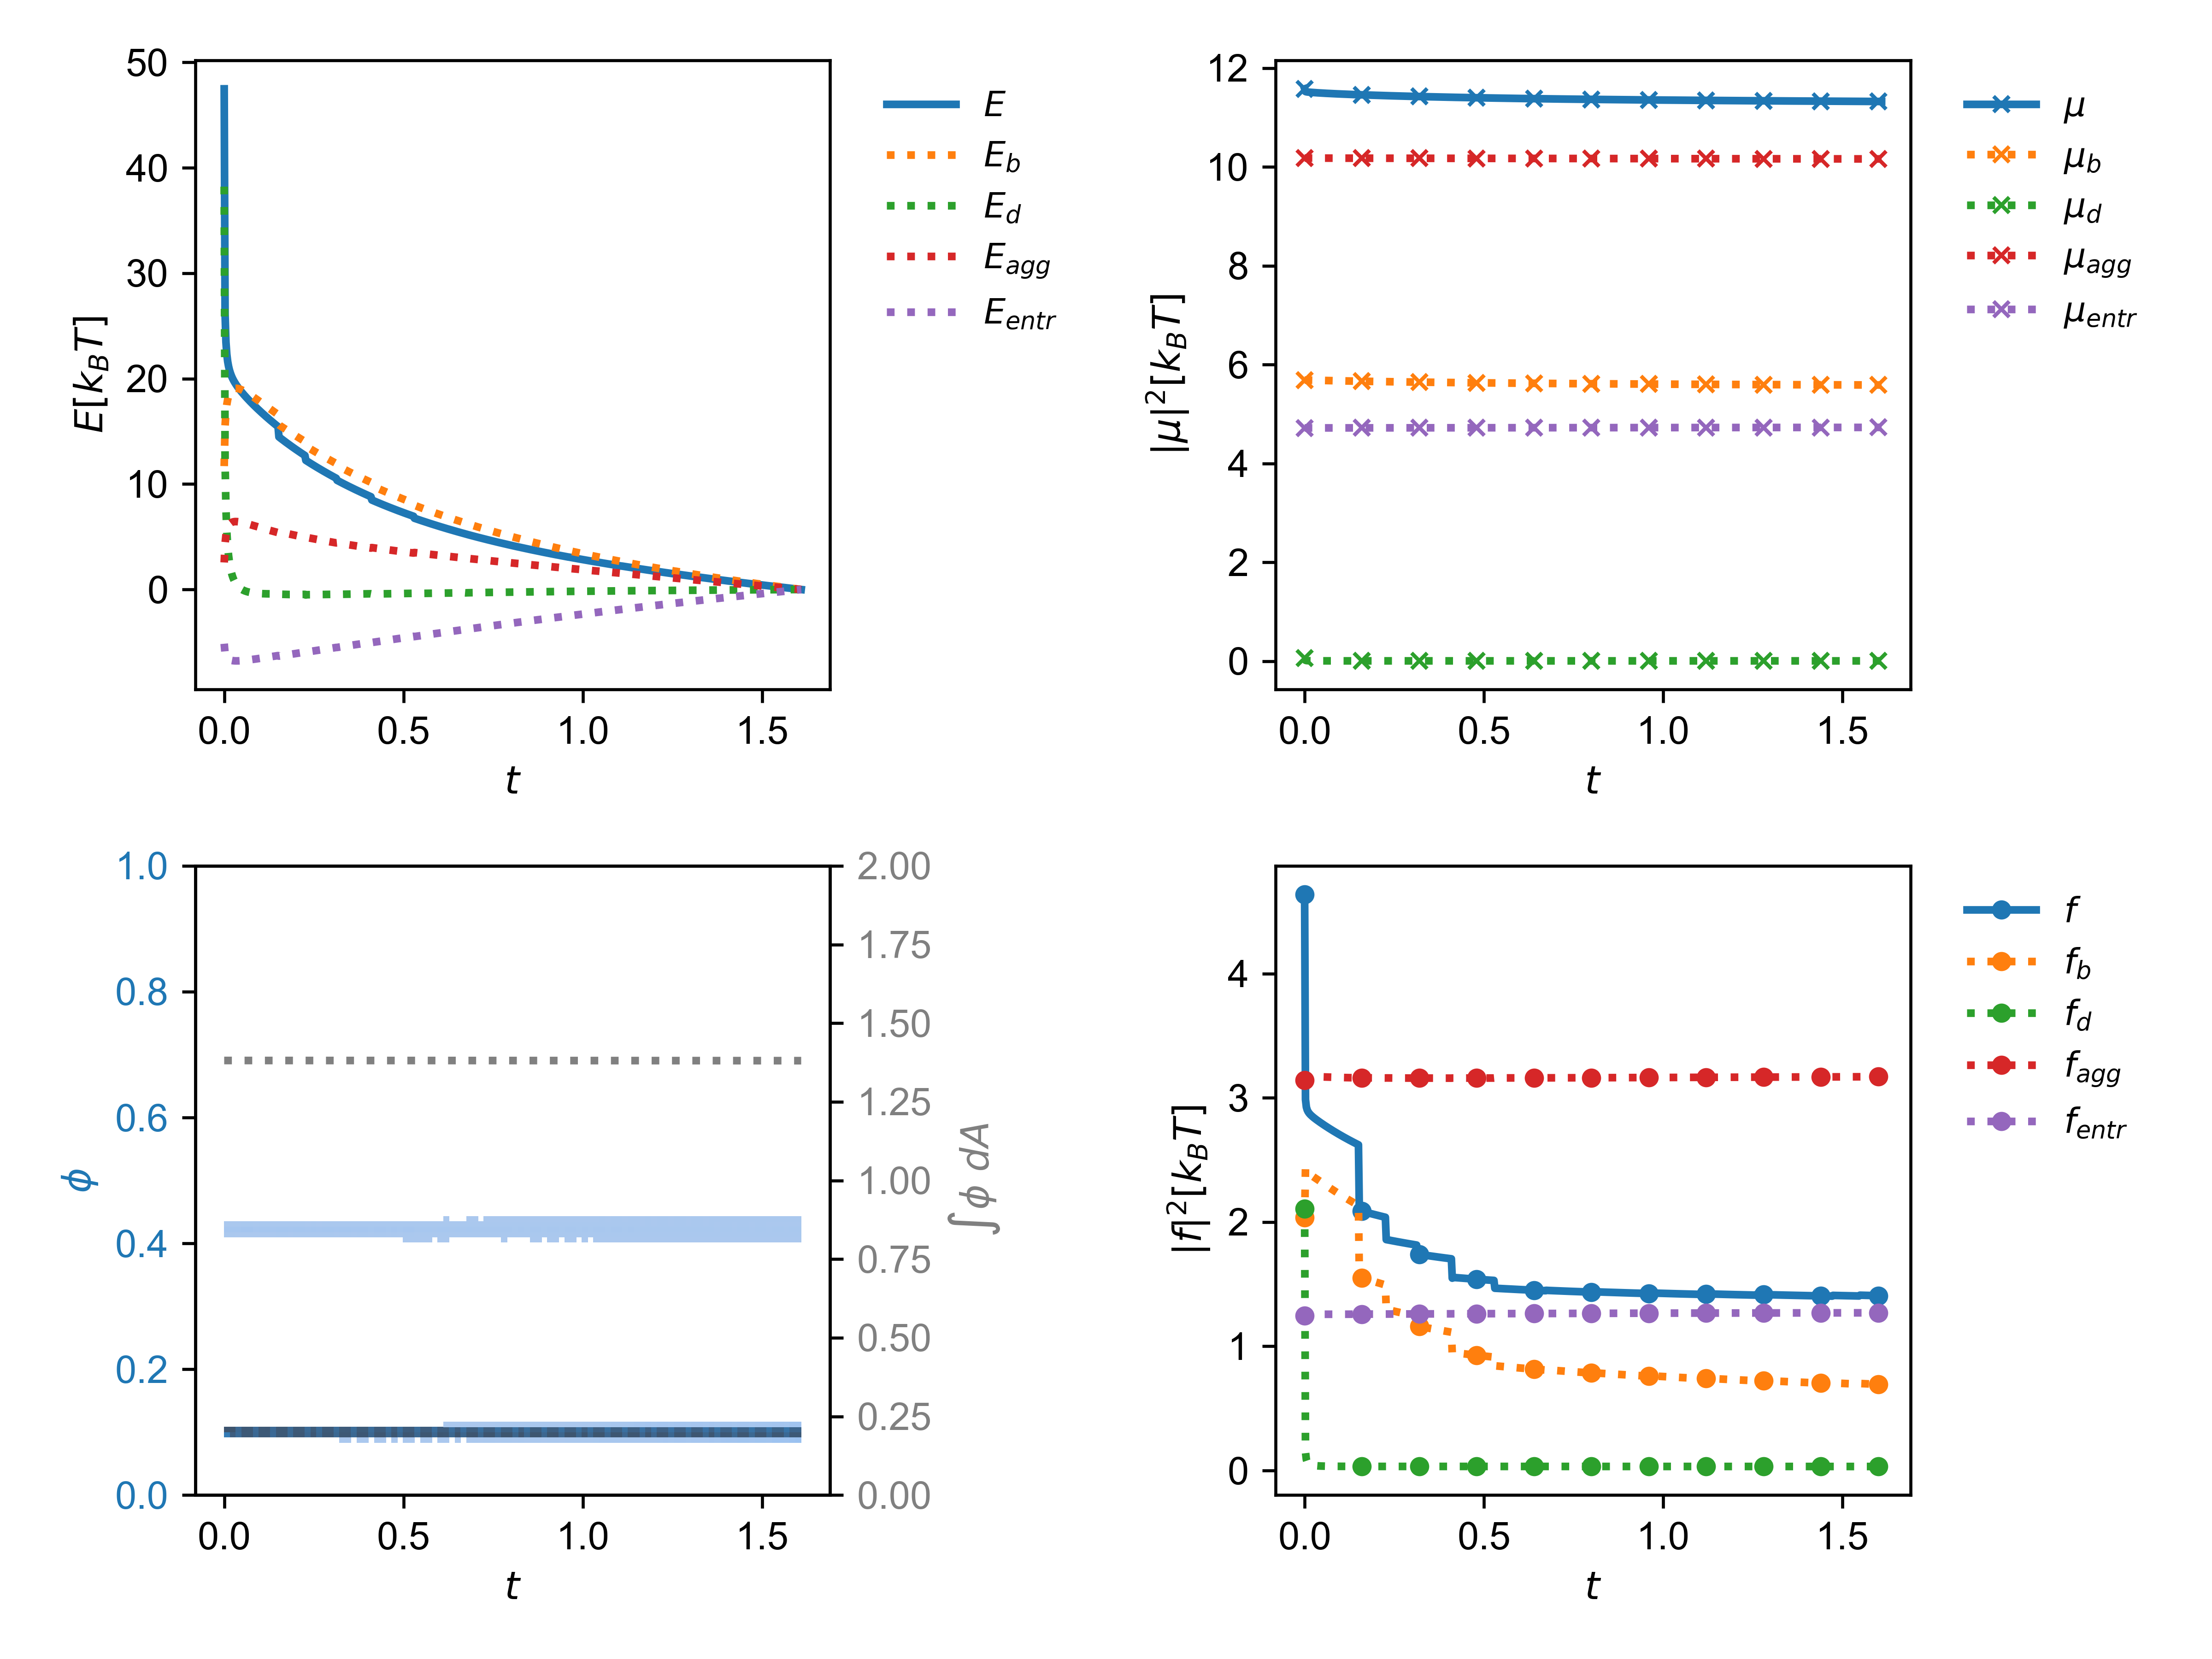 50
40
30
20
10
0
E[k_BT]
0.0 0.5 1.0 1.5
t
E
E_b
E_d
E_agg
E_entr
12
10
8
6
4
2
0
|μ|²[k_BT]
0.0 0.5 1.0 1.5
t
μ
μ_b
μ_d
μ_agg
μ_entr
1.0
0.8
0.6
0.4
0.2
0.0
ϕ
0.0 0.5 1.0 1.5
t
2.00
1.75
1.50
1.25
1.00
0.75
0.50
0.25
0.00
∫ϕ dA
4
3
2
1
0
|f|²[k_BT]
0.0 0.5 1.0 1.5
t
f
f_b
f_d
f_agg
f_entr